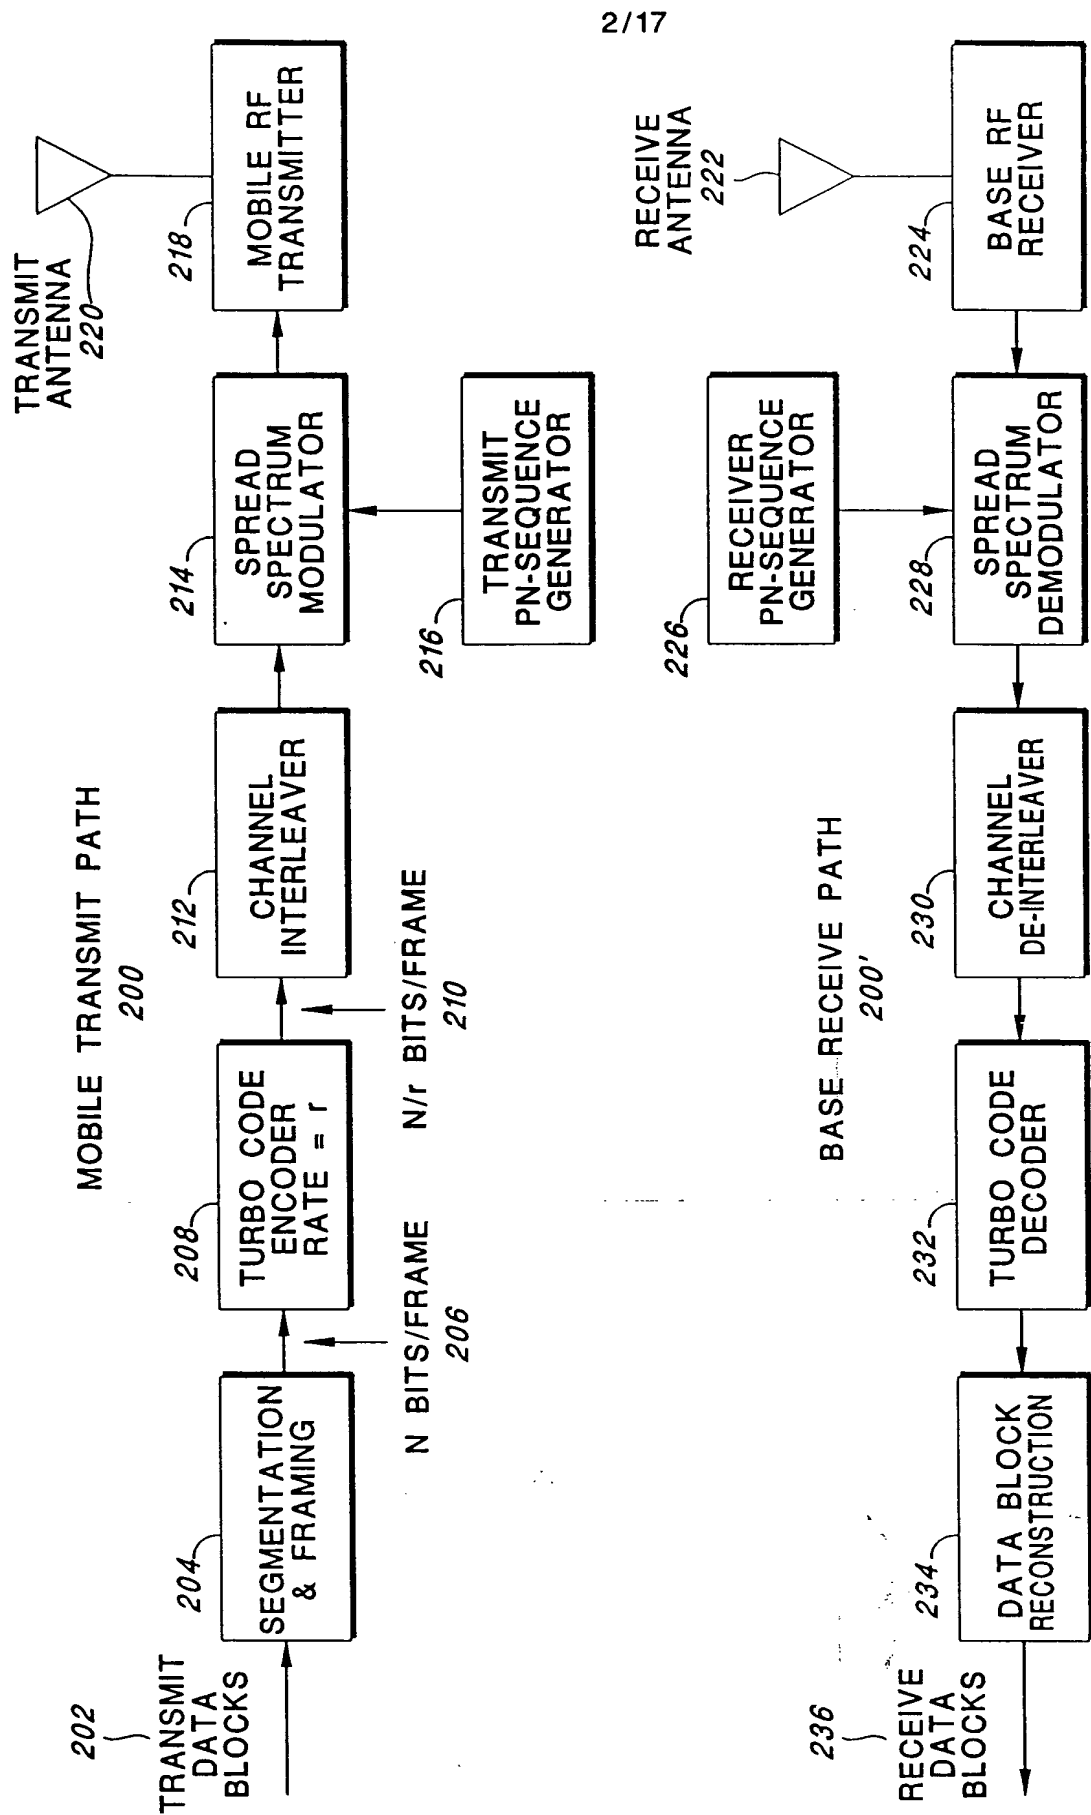 2/17
MOBILE TRANSMIT PATH
200
202
TRANSMIT
DATA
BLOCKS
204
SEGMENTATION
& FRAMING
N BITS/FRAME
206
208
TURBO CODE
ENCODER
RATE = r
N/r BITS/FRAME
210
212
CHANNEL
INTERLEAVER
214
SPREAD
SPECTRUM
MODULATOR
216
TRANSMIT
PN-SEQUENCE
GENERATOR
218
MOBILE RF
TRANSMITTER
TRANSMIT
ANTENNA
220
BASE RECEIVE PATH
200'
236
RECEIVE
DATA
BLOCKS
234
DATA BLOCK
RECONSTRUCTION
232
TURBO CODE
DECODER
230
CHANNEL
DE-INTERLEAVER
228
SPREAD
SPECTRUM
DEMODULATOR
226
RECEIVER
PN-SEQUENCE
GENERATOR
224
BASE RF
RECEIVER
RECEIVE
ANTENNA
222